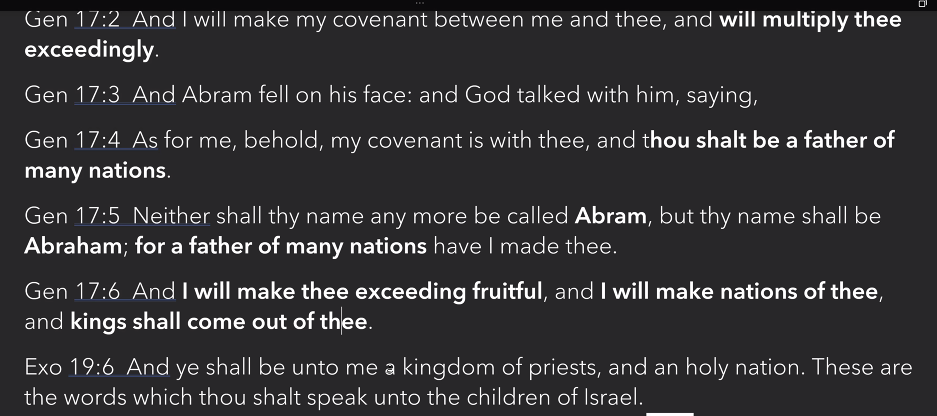 Gen 17:2  And I will make my covenant between me and thee, and will multiply thee
exceedingly.
Gen 17:3  And Abram fell on his face: and God talked with him, saying,
Gen 17:4  As for me, behold, my covenant is with thee, and thou shalt be a father of
many nations.
Gen 17:5  Neither shall thy name any more be called Abram, but thy name shall be
Abraham; for a father of many nations have I made thee.
Gen 17:6  And I will make thee exceeding fruitful, and I will make nations of thee,
and kings shall come out of thee.
Exo 19:6  And ye shall be unto me a kingdom of priests, and an holy nation. These are
the words which thou shalt speak unto the children of Israel.